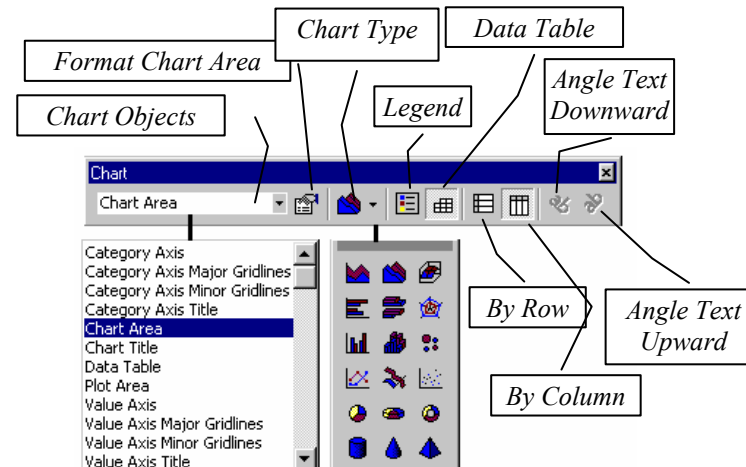 Chart Type
Data Table
Format Chart Area
Angle Text
Downward
Chart Objects
Legend
Chart
Chart Area
Category Axis
Category Axis Major Gridlines
Category Axis Minor Gridlines
Category Axis Title
Chart Area
Chart Title
Data Table
Plot Area
Value Axis
Value Axis Major Gridlines
Value Axis Minor Gridlines
Value Axis Title
By Row
Angle Text
Upward
By Column